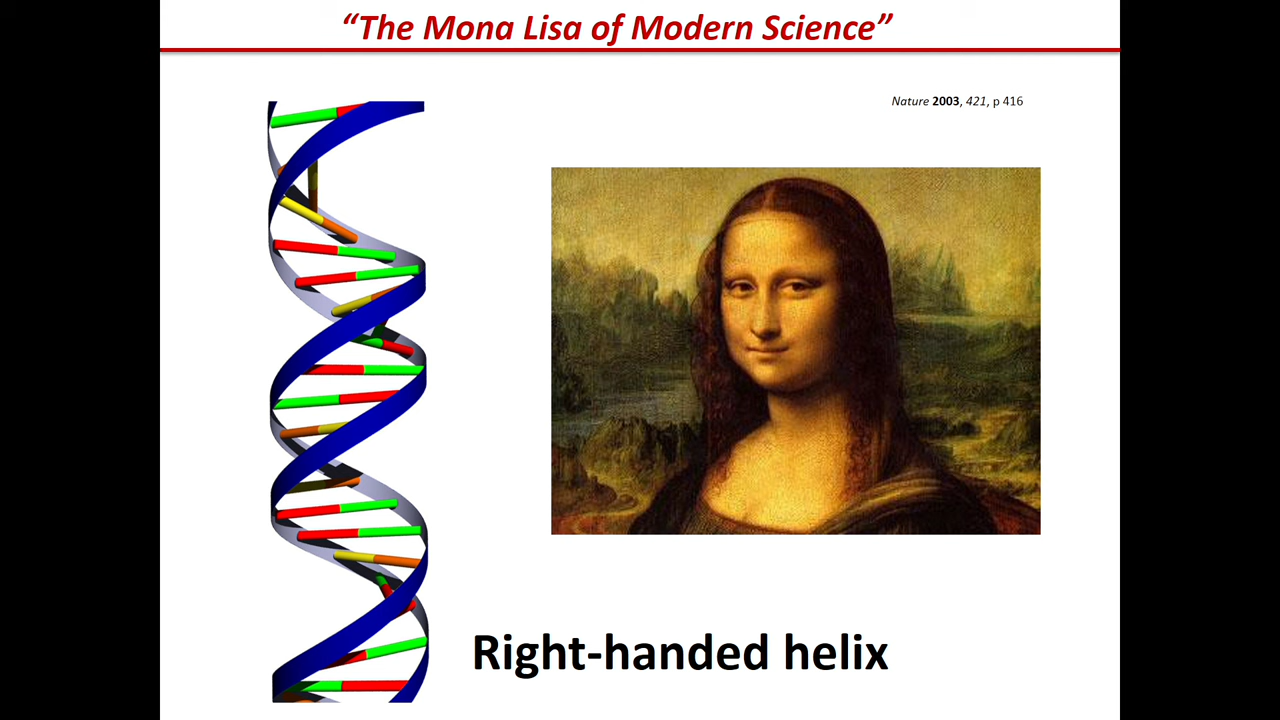 “The Mona Lisa of Modern Science”
Nature 2003, 421, p 416
Right-handed helix